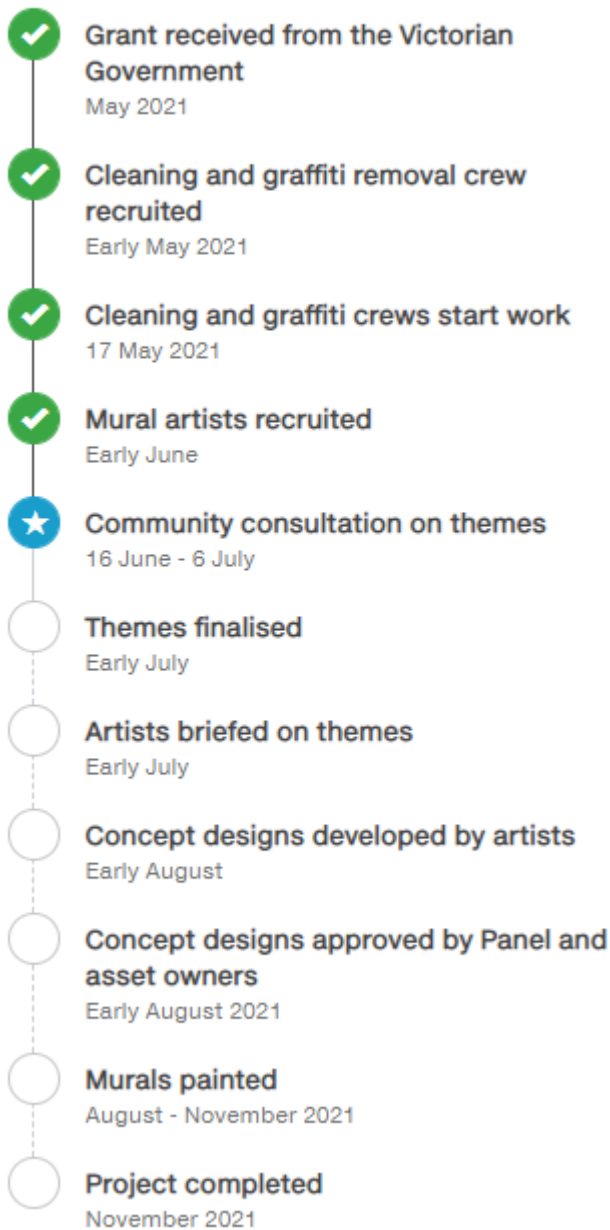 Grant received from the Victorian
Government
May 2021
Cleaning and graffiti removal crew
recruited
Early May 2021
Cleaning and graffiti crews start work
17 May 2021
Mural artists recruited
Early June
Community consultation on themes
16 June - 6 July
Themes finalised
Early July
Artists briefed on themes
Early July
Concept designs developed by artists
Early August
Concept designs approved by Panel and
asset owners
Early August 2021
Murals painted
August - November 2021
Project completed
November 2021